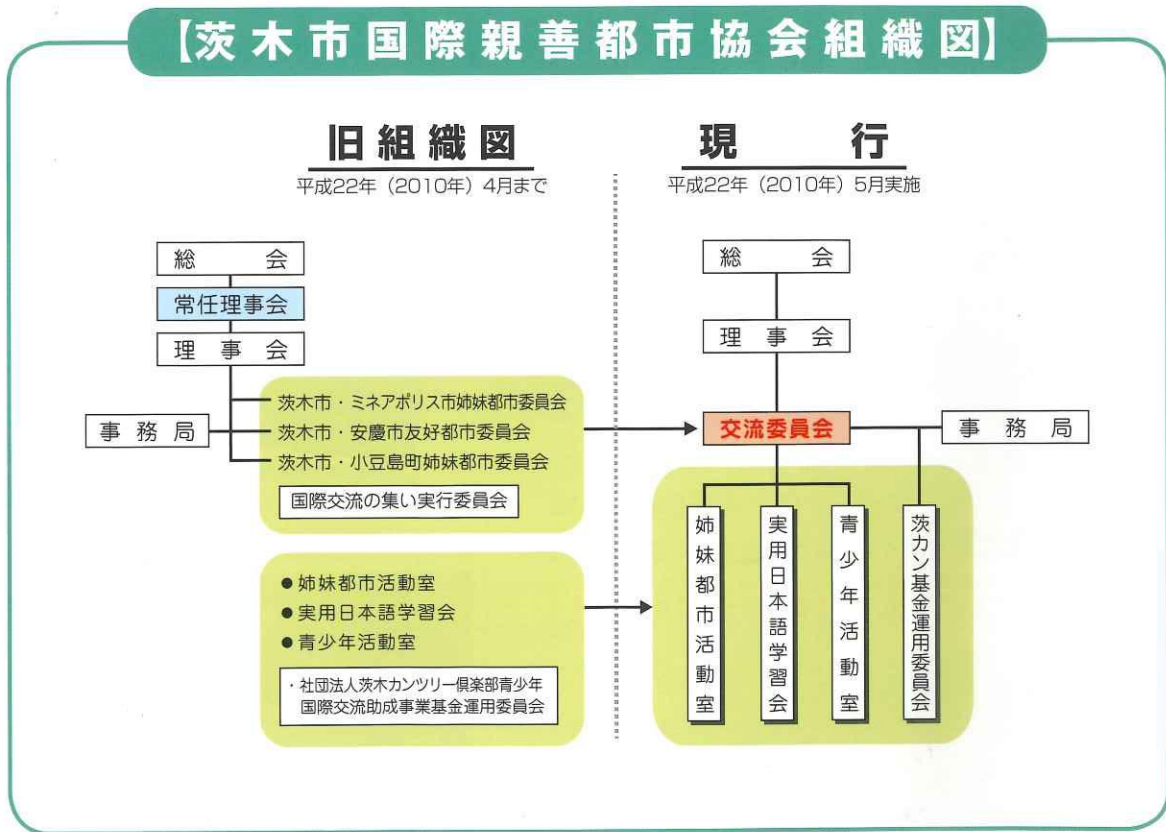 【茨木市国際親善都市協会組織図】
旧組織図
平成22年（2010年）4月まで
総会
常任理事会
理事会
事務局
茨木市・ミネアポリス市姉妹都市委員会
茨木市・安慶市友好都市委員会
茨木市・小豆島町姉妹都市委員会
国際交流の集い実行委員会
●姉妹都市活動室
●実用日本語学習会
●青少年活動室
・社団法人茨木カンツリー倶楽部青少年
国際交流助成事業基金運用委員会
現行
平成22年（2010年）5月実施
総会
理事会
交流委員会
事務局
姉妹都市活動室
実用日本語学習会
青少年活動室
茨カン基金運用委員会